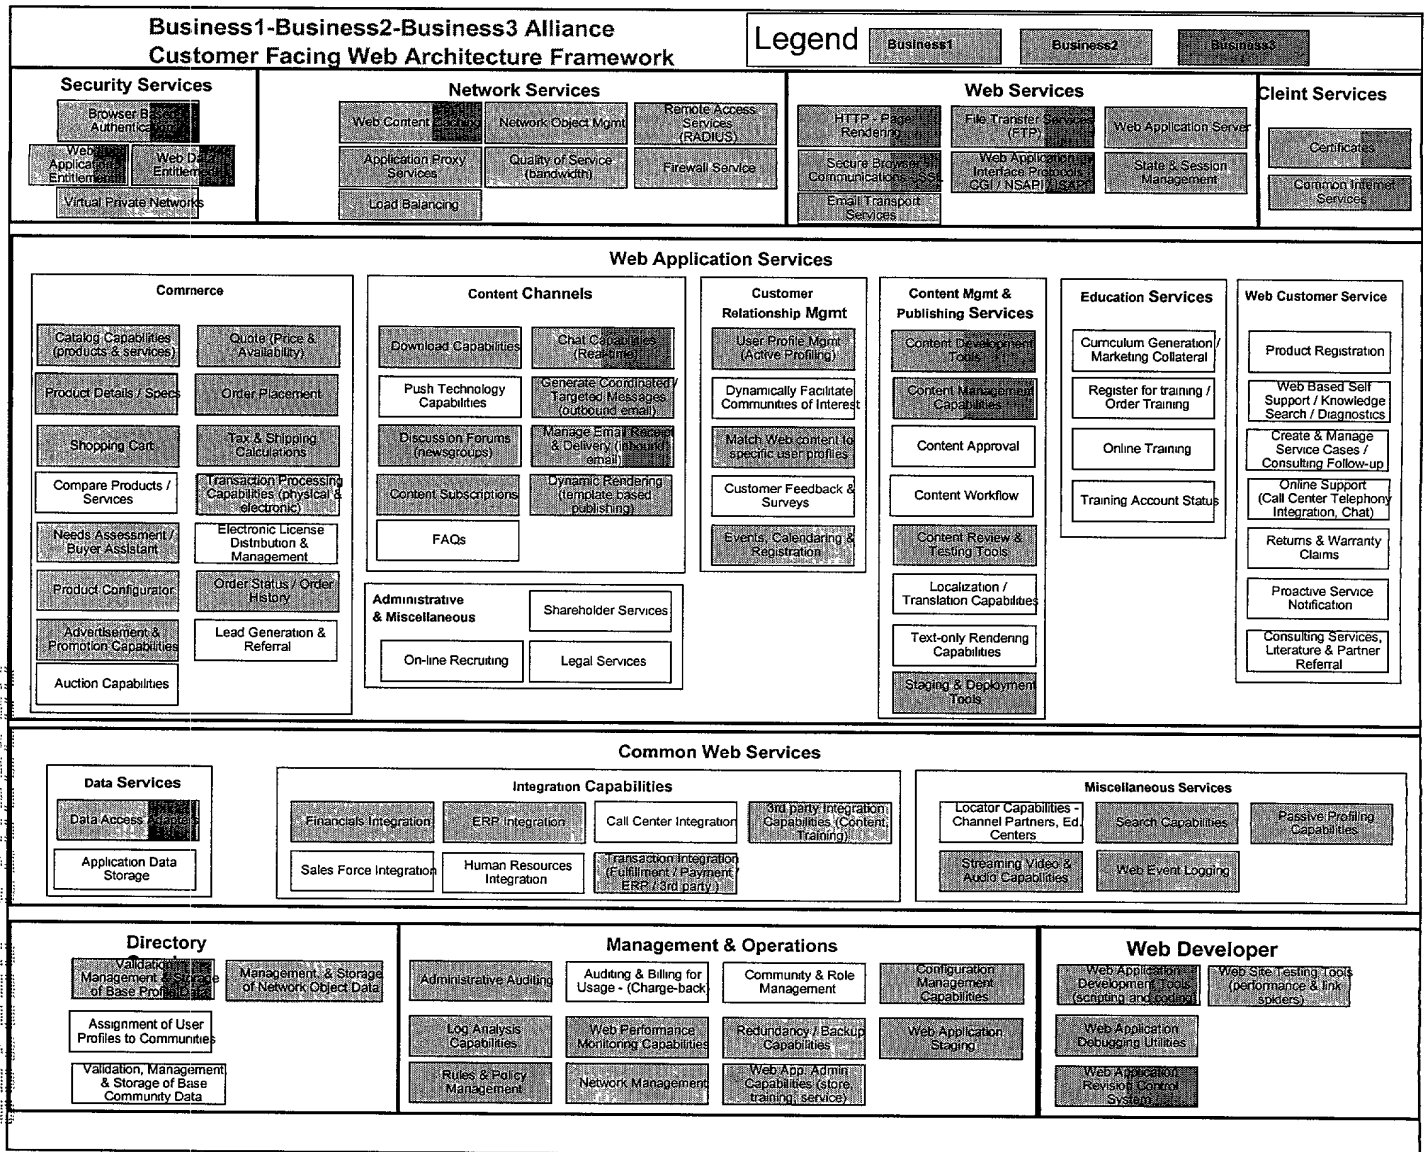 Business1-Business2-Business3 Alliance
Customer Facing Web Architecture Framework
Legend
Business1
Business2
Business3
Security Services
Browser Based
Authentication
Web
Application
Entitlement
Web Data
Entitlement
Virtual Private Networks
Network Services
Web Content Caching
Network Object Mgmt
Remote Access
Services
(RADIUS)
Application Proxy
Services
Quality of Service
(bandwidth)
Firewall Service
Load Balancing
Web Services
HTTP - Page
Rendering
File Transfer Services
(FTP)
Web Application Server
Secure Browser
Communications - SSL
Web Application
Interface Protocols
CGI / NSAPI / ISAPI
State & Session
Management
Email Transport
Services
Cleint Services
Certificates
Common Internet
Services
Web Application Services
Commerce
Catalog Capabilities
(products & services)
Quote (Price &
Availability)
Product Details / Specs
Order Placement
Shopping Cart
Tax & Shipping
Calculations
Compare Products /
Services
Transaction Processing
Capabilities (physical &
electronic)
Needs Assessment /
Buyer Assistant
Electronic License
Distribution &
Management
Product Configurator
Order Status / Order
History
Advertisement &
Promotion Capabilities
Lead Generation &
Referral
Auction Capabilities
Content Channels
Download Capabilities
Chat Capabilities
(Real-time)
Push Technology
Capabilities
Generate Coordinated /
Targeted Messages
(outbound email)
Discussion Forums
(newsgroups)
Manage Email Receipt
& Delivery (inbound
email)
Content Subscriptions
Dynamic Rendering
(template based
publishing)
FAQs
Administrative
& Miscellaneous
Shareholder Services
On-line Recruiting
Legal Services
Customer
Relationship Mgmt
User Profile Mgmt
(Active Profiling)
Dynamically Facilitate
Communities of Interest
Match Web content to
specific user profiles
Customer Feedback &
Surveys
Events, Calendaring &
Registration
Content Mgmt &
Publishing Services
Content Development
Tools
Content Management
Capabilities
Content Approval
Content Workflow
Content Review &
Testing Tools
Localization /
Translation Capabilities
Text-only Rendering
Capabilities
Staging & Deployment
Tools
Education Services
Curriculum Generation /
Marketing Collateral
Register for training /
Order Training
Online Training
Training Account Status
Web Customer Service
Product Registration
Web Based Self
Support / Knowledge
Search / Diagnostics
Create & Manage
Service Cases /
Consulting Follow-up
Online Support
(Call Center Telephony
Integration, Chat)
Returns & Warranty
Claims
Proactive Service
Notification
Consulting Services,
Literature & Partner
Referral
Common Web Services
Data Services
Data Access Adapters
Application Data
Storage
Integration Capabilities
Financials Integration
ERP Integration
Call Center Integration
3rd party Integration
Capabilities (Content,
Training)
Sales Force Integration
Human Resources
Integration
Transaction Integration
(Fulfillment / Payment /
ERP / 3rd party )
Miscellaneous Services
Locator Capabilities -
Channel Partners, Ed.
Centers
Search Capabilities
Passive Profiling
Capabilities
Streaming Video &
Audio Capabilities
Web Event Logging
Directory
Validation,
Management & Storage
of Base Profile Data
Management, & Storage
of Network Object Data
Assignment of User
Profiles to Communities
Validation, Management
& Storage of Base
Community Data
Management & Operations
Administrative Auditing
Auditing & Billing for
Usage - (Charge-back)
Community & Role
Management
Configuration
Management
Capabilities
Log Analysis
Capabilities
Web Performance
Monitoring Capabilities
Redundancy / Backup
Capabilities
Web Application
Staging
Rules & Policy
Management
Network Management
Web App. Admin
Capabilities (store,
training, service)
Web Developer
Web Application
Development Tools
(scripting and coding)
Web Site Testing Tools
(performance & link
spiders)
Web Application
Debugging Utilities
Web Application
Revision Control
System